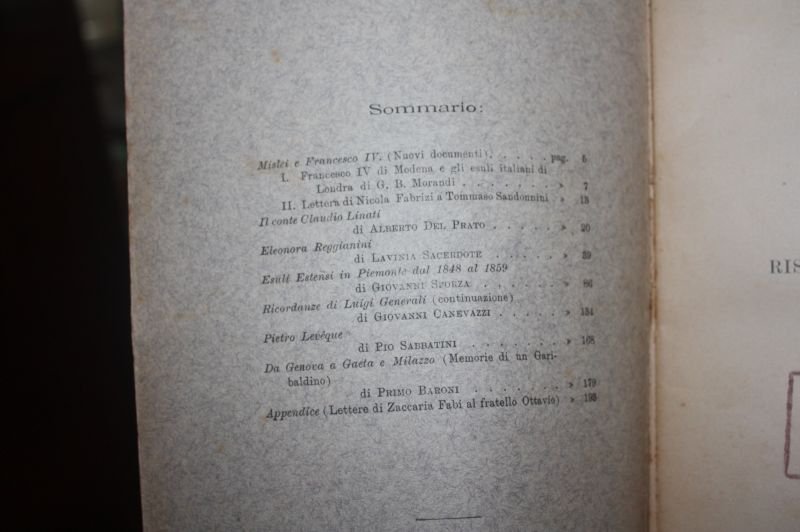 Sommario:
Mislei e Francesco IV. (Nuovi documenti). . . . . pag. 5
I. Francesco IV di Modena e gli esuli italiani di
Londra di G. B. Morandi . . . . . . . » 7
II. Lettera di Nicola Fabrizi a Tommaso Sandonnini » 18
Il conte Claudio Linati
di ALBERTO DEL PRATO . . . . . » 20
Eleonora Reggianini
di LAVINIA SACERDOTE . . . . . » 39
Esuli Estensi in Piemonte dal 1848 al 1859
di GIOVANNI SFORZA . . . . . . » 86
Ricordanze di Luigi Generali (continuazione)
di GIOVANNI CANEVAZZI . . . . . » 134
Pietro Levêque
di PIO SABBATINI . . . . . . . » 168
Da Genova a Gaeta e Milazzo (Memorie di un Gari-
baldino)
di PRIMO BARONI . . . . . . . » 179
Appendice (Lettere di Zaccaria Fabi al fratello Ottavio) » 193
RIS